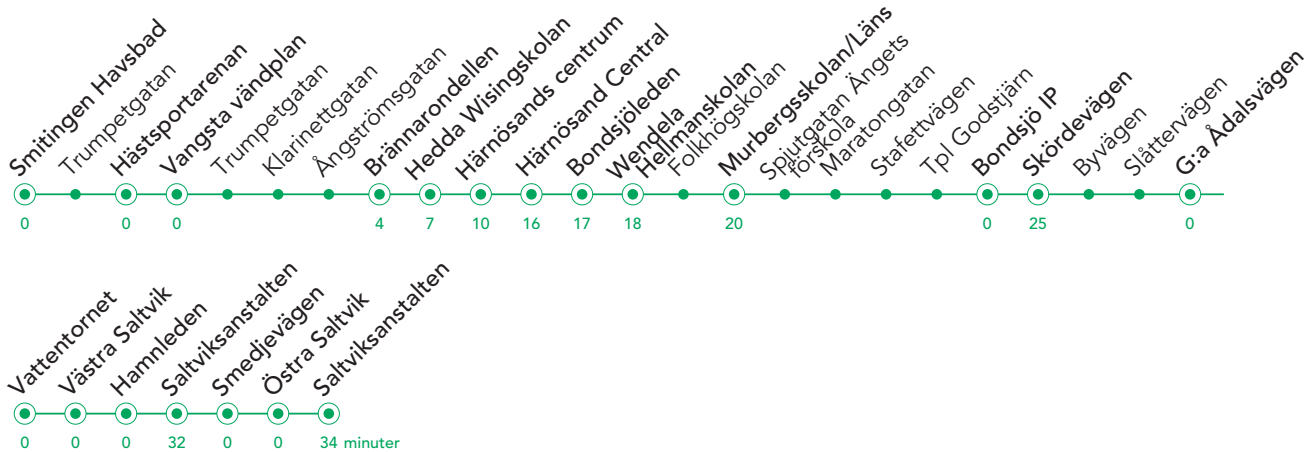 Smitingen Havsbad
Trumpetgatan
Hästsportarenan
Vangsta vändplan
Trumpetgatan
Klarinettgatan
Ångströmsgatan
Brännarondellen
Hedda Wisingskolan
Härnösands centrum
Härnösand Central
Bondsjöleden
Wendela
Hellmanskolan
Folkhögskolan
Murbergsskolan/Läns
Spjutgatan Ängets
förskola
Maratongatan
Stafettvägen
Tpl Godstjärn
Bondsjö IP
Skördevägen
Byvägen
Slåttervägen
G:a Ådalsvägen
0 0 0 4 7 10 16 17 18 20 0 25 0
Vattentornet
Västra Saltvik
Hamnleden
Saltviksanstalten
Smedjevägen
Östra Saltvik
Saltviksanstalten
0 0 0 32 0 0 34 minuter